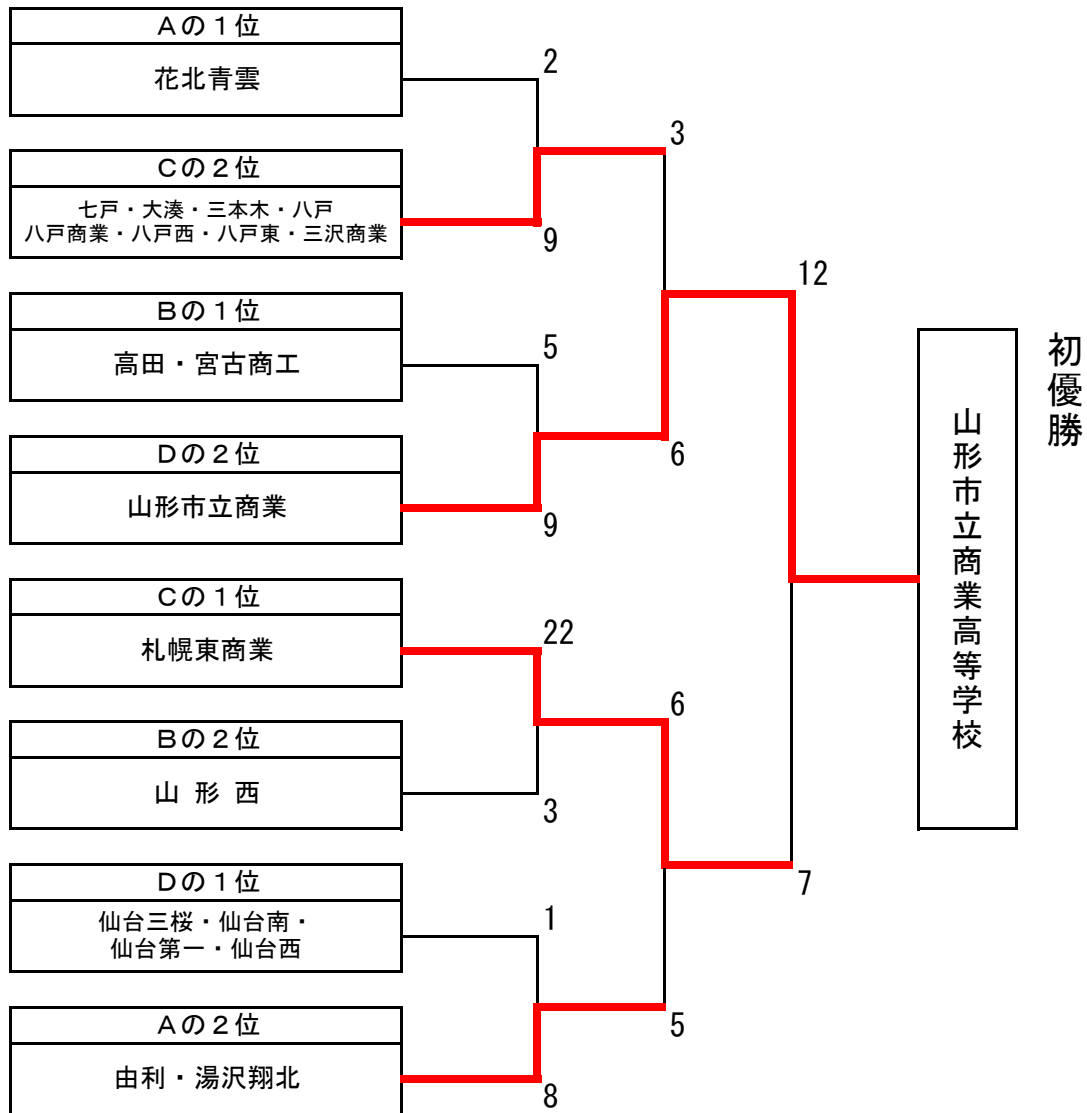 Ａの１位
花北青雲
Ｃの２位
七戸・大湊・三本木・八戸
八戸商業・八戸西・八戸東・三沢商業
Ｂの１位
高田・宮古商工
Ｄの２位
山形市立商業
Ｃの１位
札幌東商業
Ｂの２位
山 形 西
Ｄの１位
仙台三桜・仙台南・
仙台第一・仙台西
Ａの２位
由利・湯沢翔北
2
9
5
9
22
3
1
8
3
6
6
5
12
7
山形市立商業高等学校
初優勝